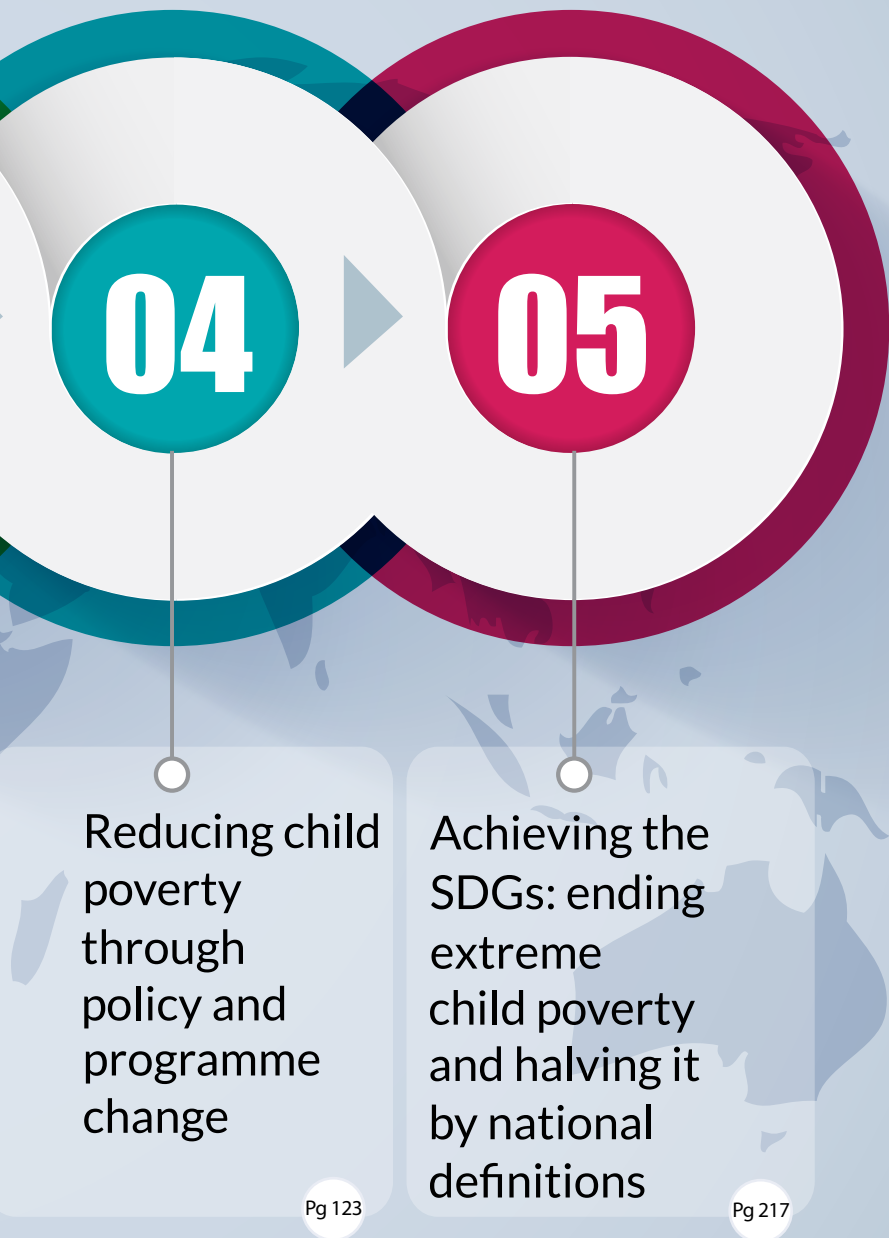 04
05
Reducing child
poverty
through
policy and
programme
change
Pg 123
Achieving the
SDGs: ending
extreme
child poverty
and halving it
by national
definitions
Pg 217